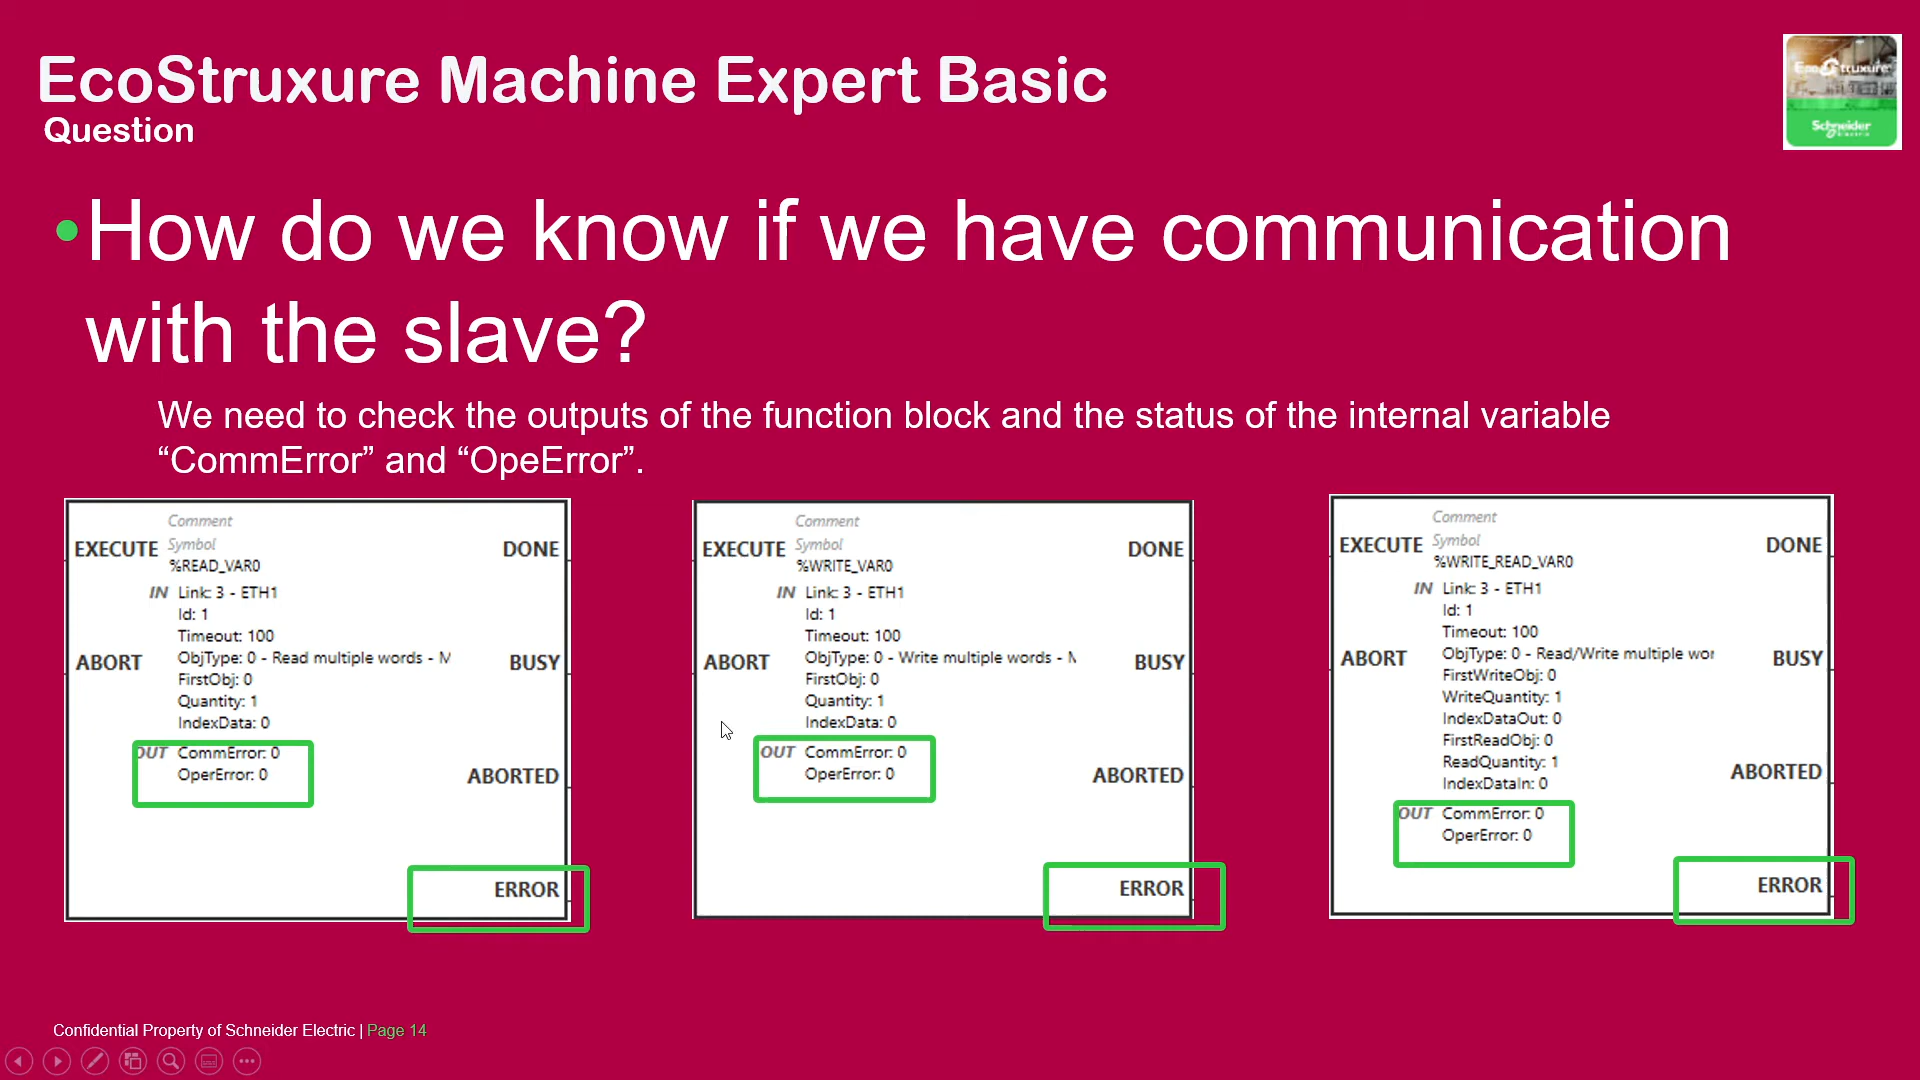 EcoStruxure Machine Expert Basic
Question
EcoStruxure
Schneider
Electric
•How do we know if we have communication
with the slave?
We need to check the outputs of the function block and the status of the internal variable
“CommError” and “OpeError”.
Comment
EXECUTE Symbol DONE
%READ_VAR0
IN Link: 3 - ETH1
Id: 1
Timeout: 100
ABORT ObjType: 0 - Read multiple words - M BUSY
FirstObj: 0
Quantity: 1
IndexData: 0
OUT CommError: 0
OperError: 0 ABORTED
ERROR
Comment
EXECUTE Symbol DONE
%WRITE_VAR0
IN Link: 3 - ETH1
Id: 1
Timeout: 100
ABORT ObjType: 0 - Write multiple words - M BUSY
FirstObj: 0
Quantity: 1
IndexData: 0
OUT CommError: 0
OperError: 0 ABORTED
ERROR
Comment
EXECUTE Symbol DONE
%WRITE_READ_VAR0
IN Link: 3 - ETH1
Id: 1
Timeout: 100
ABORT ObjType: 0 - Read/Write multiple wor BUSY
FirstWriteObj: 0
WriteQuantity: 1
IndexDataOut: 0
FirstReadObj: 0
ReadQuantity: 1
IndexDataIn: 0 ABORTED
OUT CommError: 0
OperError: 0
ERROR
Confidential Property of Schneider Electric | Page 14